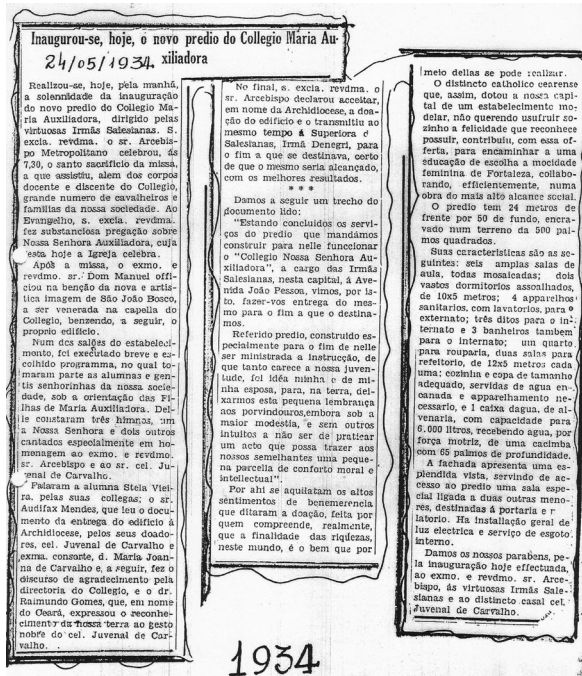 Inaugurou-se, hoje, o novo predio do Collegio Maria Au-
xiliadora
24/05/1934
Realizou-se, hoje, pela manhã,
a solennidade da inauguração
do novo predio do Collegio Ma-
ria Auxiliadora, dirigido pelas
virtuosas Irmãs Salesianas. S.
excia. revdma. o sr. Arcebis-
po Metropolitano celebrou, ás
7,30, o santo sacrificio da missa,
a que assistiu, alem dos corpos
docente e discente do Collegio,
grande numero de cavalheiros e
familias da nossa sociedade. Ao
Evangelho, s. excia. revdma.
fez substanciosa pregação sobre
Nossa Senhora Auxiliadora, cuja
festa hoje a Igreja celebra.
Após a missa, o exmo. e
revdmo. sr. Dom Manuel offi-
ciou na benção da nova e artis-
tica imagem de São João Bosco,
a ser venerada na capella do
Collegio, benzendo, a seguir, o
proprio edificio.
Num dos salões do estabeleci-
mento, foi executado breve e es-
colhido programma, no qual to-
maram parte as alumnas e gen-
tis senhorinhas da nossa socie-
dade, sob a orientação das Fi-
lhas de Maria Auxiliadora. Del-
le constaram três hímnos, um
a Nossa Senhora e dois outros
cantados especialmente em ho-
menagem ao exmo. e revdmo.
sr. Arcebispo e ao sr. cel. Ju-
venal de Carvalho.
Falaram a alumna Stela Viei-
ra, pelas suas collegas; o sr.
Audifax Mendes, que leu o docu-
mento da entrega do edificio á
Archidiocese, pelos seus doado-
res, cel. Juvenal de Carvalho e
exma. consorte, d. Maria Joan-
na de Carvalho e, a seguir, fez o
discurso de agradecimento pela
directoria do Collegio, e o dr.
Raimundo Gomes, que, em nome
do Ceará, expressou o reconhe-
cimento da nossa terra ao gesto
nobre do cel. Juvenal de Car-
valho.
No final, s. excia. revdma. o
sr. Arcebispo declarou acceitar,
em nome da Archidiocese, a doa-
ção do edificio e o transmittiu ao
mesmo tempo á Superiora d
Salesianas, Irmã Denegri, para
o fim a que se destinava, certo
de que o mesmo seria alcançado,
com os melhores resultados.
* * *
Damos a seguir um trecho do
documento lido:
"Estando concluidos os servi-
ços do predio que mandámos
construir para nelle funccionar
o "Collegio Nossa Senhora Au-
xiliadora", a cargo das Irmãs
Salesianas, nesta capital, á Ave-
nida João Pessoa, vimos, por is-
to, fazer-vos entrega do mes-
mo para o fim a que o destina-
mos.
Referido predio, construido es-
pecialmente para o fim de nelle
ser ministrada a instrucção, de
que tanto carece a nossa juven-
tude, foi idéa minha e de mi-
nha esposa, para, na terra, dei-
xarmos esta pequena lembrança
aos porvindouros,embora sob a
maior modestia, e sem outros
intuitos a não ser de praticar
um acto que possa trazer aos
nossos semelhantes uma peque-
na parcella de conforto moral e
intellectual".
Por ahi se aquilatam os altos
sentimentos de benemerencia
que ditaram a doação, feita por
quem comprehende, realmente,
que a finalidade das riquezas,
neste mundo, é o bem que por
meio dellas se pode realizar.
O distincto catholico cearense
que, assim, dotou a nossa capi-
tal de um estabelecimento mo-
delar, não querendo usufruir so-
zinho a felicidade que reconhece
possuir, contribuiu, com essa of-
ferta, para encaminhar a uma
educação de escolha a mocidade
feminina de Fortaleza, collabo-
rando, efficientemente, numa
obra do mais alto alcance social.
O predio tem 24 metros de
frente por 50 de fundo, encra-
vado num terreno da 500 pal-
mos quadrados.
Suas caracteristicas são as se-
guintes: seis amplas salas de
aula, todas mosaicadas; dois
vastos dormitorios assoalhados,
de 10x5 metros; 4 apparelhos
sanitarios, com lavatorios, para o
externato; três ditos para o in-
ternato e 3 banheiros tambem
para o internato; um quarto
para rouparia, duas salas para
refeitorio, de 12x5 metros cada
uma; cozinha e copa de tamanho
adequado, servidas de agua en-
canada e apparelhamento ne-
cessario, e 1 caixa dagua, de al-
venaria, com capacidade para
6.000 litros, recebendo agua, por
força motriz, de uma cacimba
com 65 palmos de profundidade.
A fachada apresenta uma es-
plendida vista, servindo de ac-
cesso ao predio uma sala espe-
cial ligada a duas outras meno-
res, destinadas á portaria e
latorio. Ha installação geral de
luz electrica e serviço de esgoto
interno.
Damos os nossos parabens, pe-
la inauguração hoje effectuada,
ao exmo. e revdmo. sr. Arce-
bispo, ás virtuosas Irmãs Sale-
sianas e ao distincto casal cel.
Juvenal de Carvalho.
1934